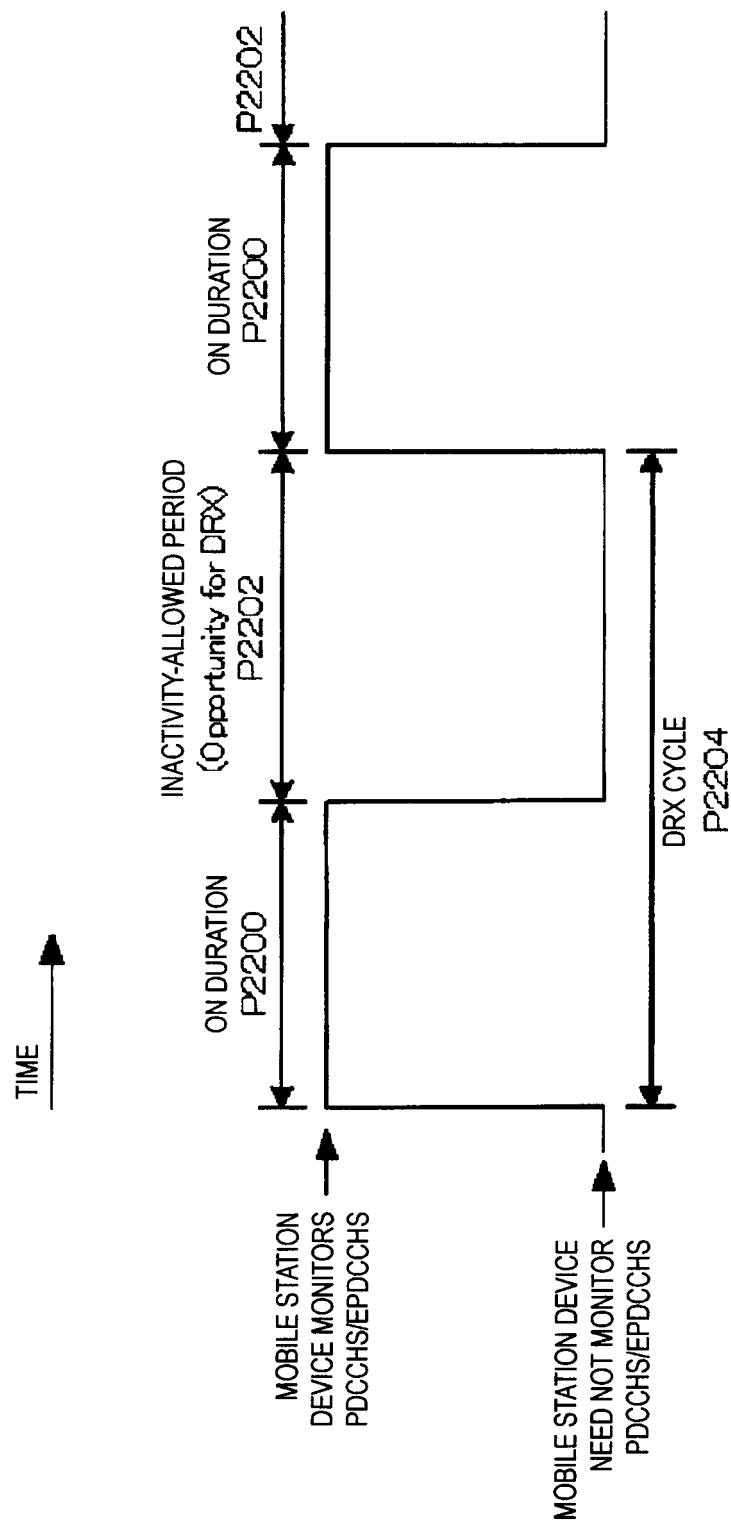 TIME
ON DURATION
P2200
INACTIVITY-ALLOWED PERIOD
(Opportunity for DRX)
P2202
ON DURATION
P2200
P2202
MOBILE STATION
DEVICE MONITORS
PDCCHS/EPDCCHS
MOBILE STATION DEVICE
NEED NOT MONITOR
PDCCHS/EPDCCHS
DRX CYCLE
P2204